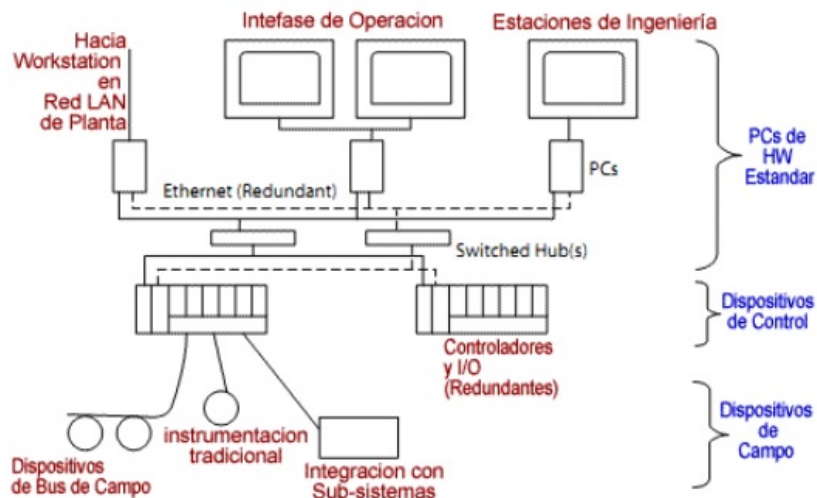 Hacia
Workstation
en
Red LAN
de Planta
Intefase de Operacion
Estaciones de Ingeniería
PCs de
HW
Estandar
PCs
Ethernet (Redundant)
Switched Hub(s)
Dispositivos
de Control
Controladores
y I/O
(Redundantes)
Dispositivos
de
Campo
instrumentacion
tradicional
Dispositivos
de Bus de Campo
Integracion con
Sub-sistemas